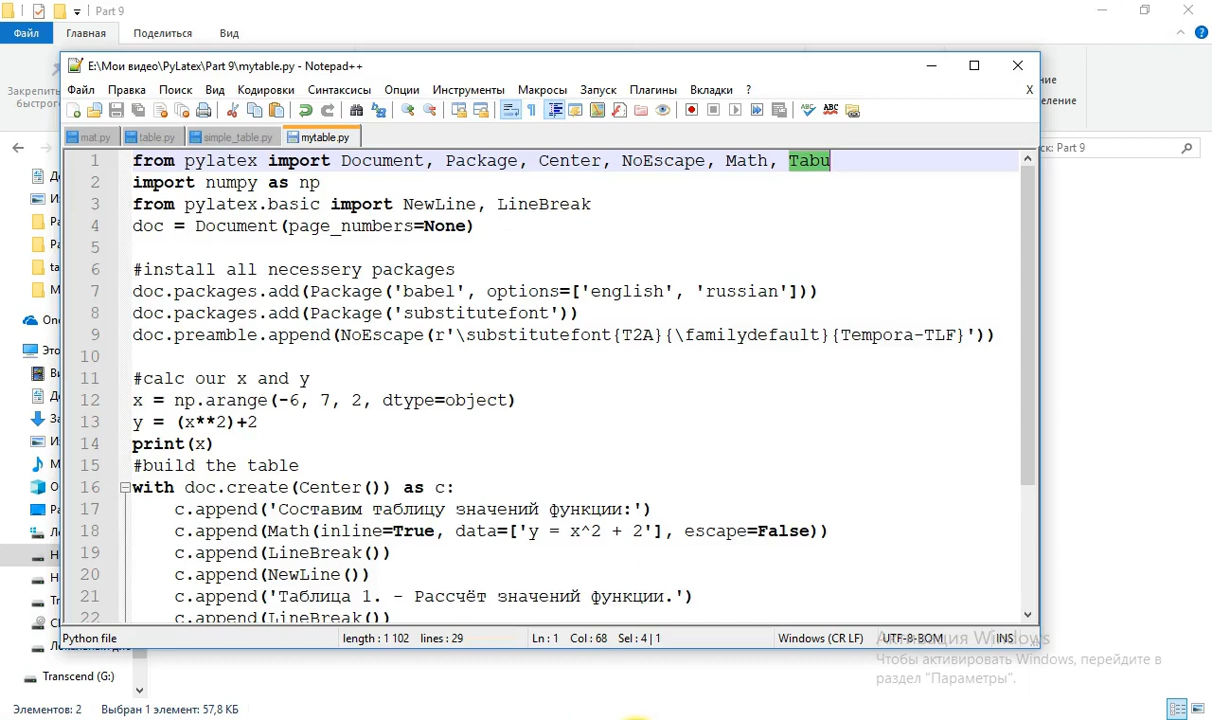 Part 9
Файл
Главная
Поделиться
Вид
Закрепить
быстрого
E:\Мои видео\PyLatex\Part 9\mytable.py - Notepad++
Файл Правка Поиск Вид Кодировки Синтаксисы Опции Инструменты Макросы Запуск Плагины Вкладки ? X
mat.py table.py simple_table.py mytable.py
1 from pylatex import Document, Package, Center, NoEscape, Math, Tabu
2 import numpy as np
3 from pylatex.basic import NewLine, LineBreak
4 doc = Document(page_numbers=None)
5
6 #install all necessery packages
7 doc.packages.add(Package('babel', options=['english', 'russian']))
8 doc.packages.add(Package('substitutefont'))
9 doc.preamble.append(NoEscape(r'\substitutefont{T2A}{\familydefault}{Tempora-TLF}'))
10
11 #calc our x and y
12 x = np.arange(-6, 7, 2, dtype=object)
13 y = (x**2)+2
14 print(x)
15 #build the table
16 with doc.create(Center()) as c:
17 c.append('Составим таблицу значений функции:')
18 c.append(Math(inline=True, data=['y = x^2 + 2'], escape=False))
19 c.append(LineBreak())
20 c.append(NewLine())
21 c.append('Таблица 1. - Рассчёт значений функции.')
22 c.append(LineBreak())
Python file length : 1 102 lines : 29 Ln : 1 Col : 68 Sel : 4 | 1 Windows (CR LF) UTF-8-BOM INS
ние
еление
ск: Part 9
One
Это
Transcend (G:)
Активация Windows
Чтобы активировать Windows, перейдите в
раздел "Параметры".
Элементов: 2 Выбран 1 элемент: 57,8 КБ